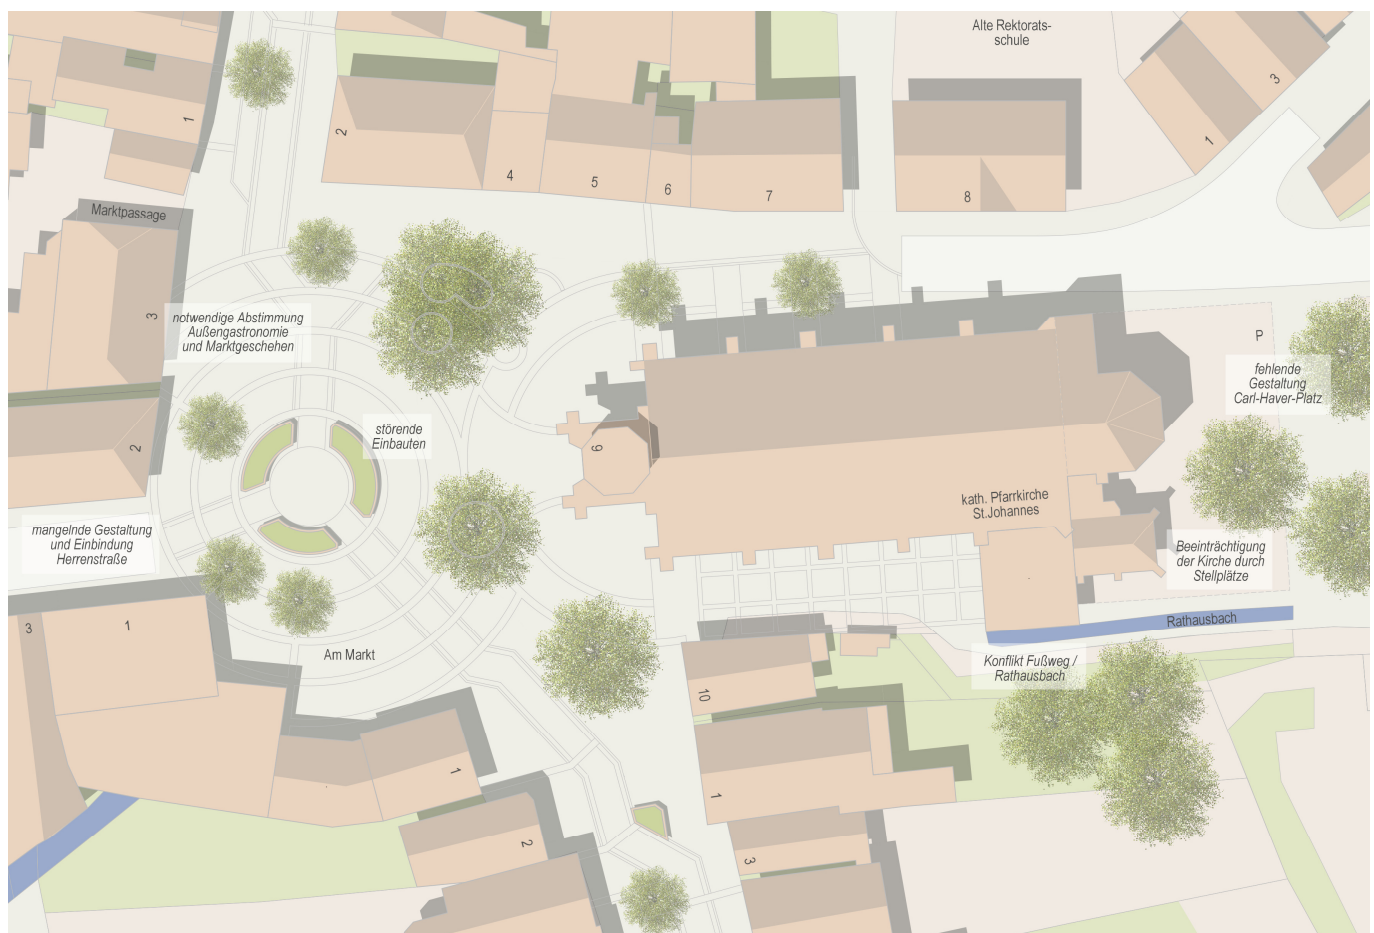 Alte Rektorats-
schule
3
1
1
2
4
5
6
7
8
Marktpassage
3
notwendige Abstimmung
Außengastronomie
und Marktgeschehen
P
fehlende
Gestaltung
Carl-Haver-Platz
störende
Einbauten
2
9
kath. Pfarrkirche
St.Johannes
mangelnde Gestaltung
und Einbindung
Herrenstraße
Beeinträchtigung
der Kirche durch
Stellplätze
3
1
Rathausbach
Am Markt
Konflikt Fußweg /
Rathausbach
10
1
1
2
3